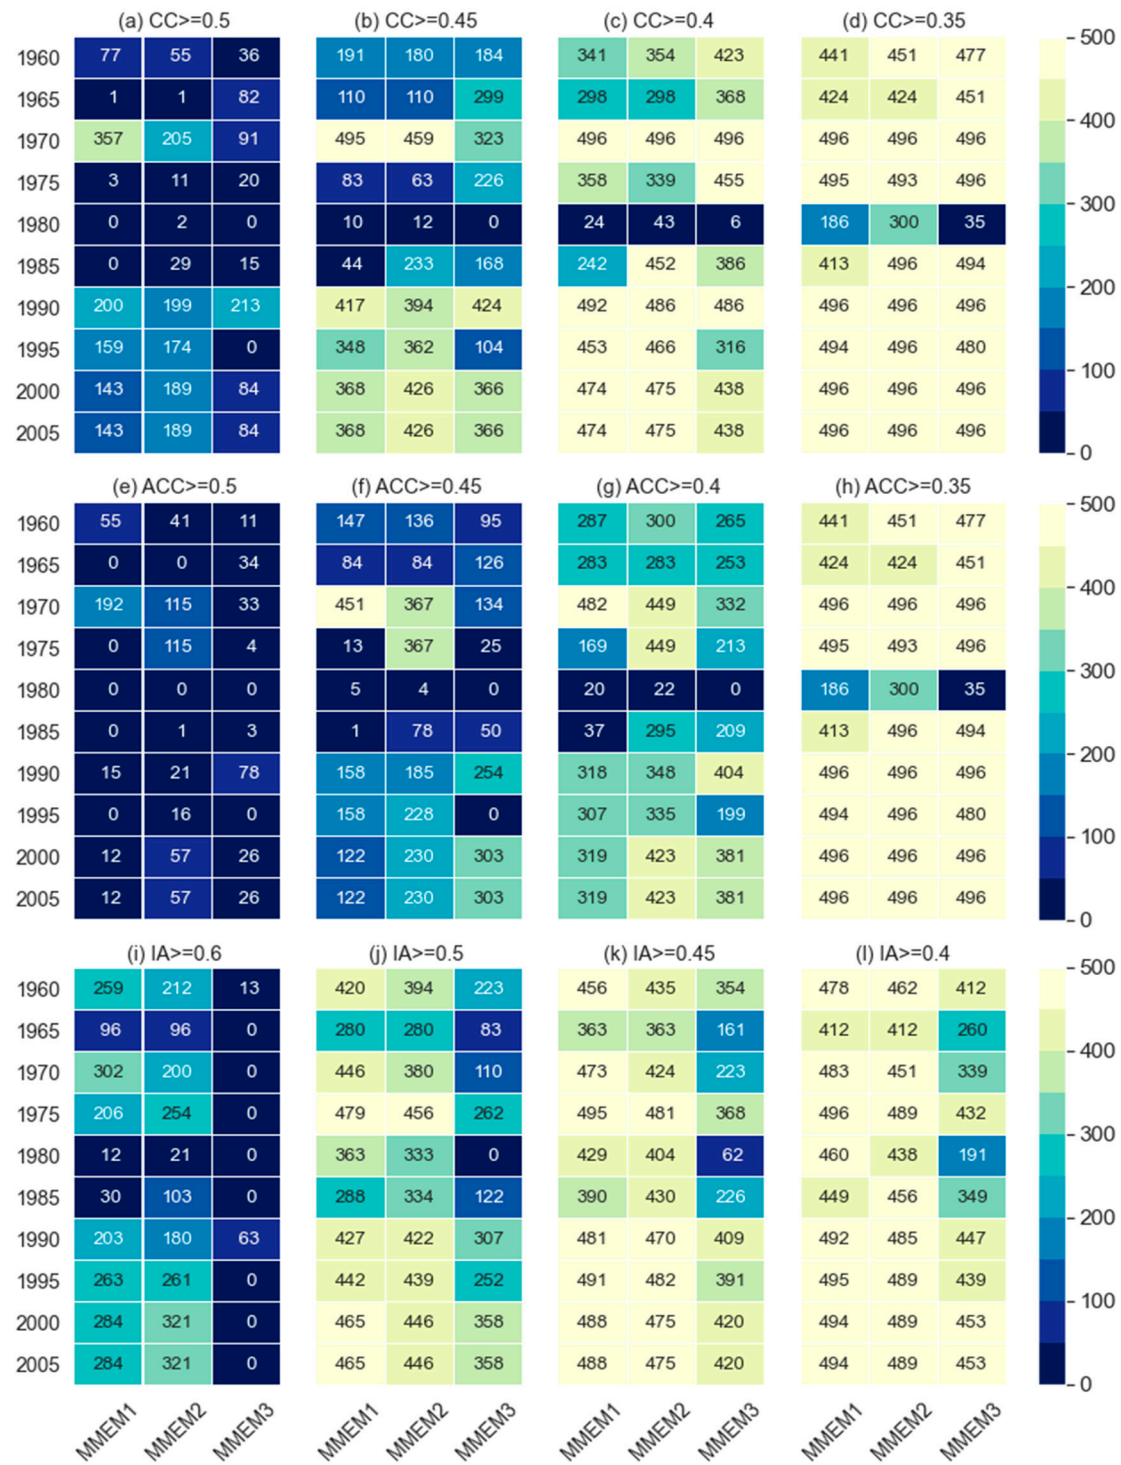 (a) CC>=0.5 (b) CC>=0.45 (c) CC>=0.4 (d) CC>=0.35
500
1960 77 55 36 191 180 184 341 354 423 441 451 477
1965 1 1 82 110 110 299 298 298 368 424 424 451
400
1970 357 205 91 495 459 323 496 496 496 496 496 496
1975 3 11 20 83 63 226 358 339 455 495 493 496
300
1980 0 2 0 10 12 0 24 43 6 186 300 35
1985 0 29 15 44 233 168 242 452 386 413 496 494
200
1990 200 199 213 417 394 424 492 486 486 496 496 496
1995 159 174 0 348 362 104 453 466 316 494 496 480
100
2000 143 189 84 368 426 366 474 475 438 496 496 496
2005 143 189 84 368 426 366 474 475 438 496 496 496
0
(e) ACC>=0.5 (f) ACC>=0.45 (g) ACC>=0.4 (h) ACC>=0.35
500
1960 55 41 11 147 136 95 287 300 265 441 451 477
1965 0 0 34 84 84 126 283 283 253 424 424 451
400
1970 192 115 33 451 367 134 482 449 332 496 496 496
1975 0 115 4 13 367 25 169 449 213 495 493 496
300
1980 0 0 0 5 4 0 20 22 0 186 300 35
1985 0 1 3 1 78 50 37 295 209 413 496 494
200
1990 15 21 78 158 185 254 318 348 404 496 496 496
1995 0 16 0 158 228 0 307 335 199 494 496 480
100
2000 12 57 26 122 230 303 319 423 381 496 496 496
2005 12 57 26 122 230 303 319 423 381 496 496 496
0
(i) IA>=0.6 (j) IA>=0.5 (k) IA>=0.45 (l) IA>=0.4
500
1960 259 212 13 420 394 223 456 435 354 478 462 412
1965 96 96 0 280 280 83 363 363 161 412 412 260
400
1970 302 200 0 446 380 110 473 424 223 483 451 339
1975 206 254 0 479 456 262 495 481 368 496 489 432
300
1980 12 21 0 363 333 0 429 404 62 460 438 191
1985 30 103 0 288 334 122 390 430 226 449 456 349
200
1990 203 180 63 427 422 307 481 470 409 492 485 447
1995 263 261 0 442 439 252 491 482 391 495 489 439
100
2000 284 321 0 465 446 358 488 475 420 494 489 453
2005 284 321 0 465 446 358 488 475 420 494 489 453
0
MMEM1 MMEM2 MMEM3 MMEM1 MMEM2 MMEM3 MMEM1 MMEM2 MMEM3 MMEM1 MMEM2 MMEM3